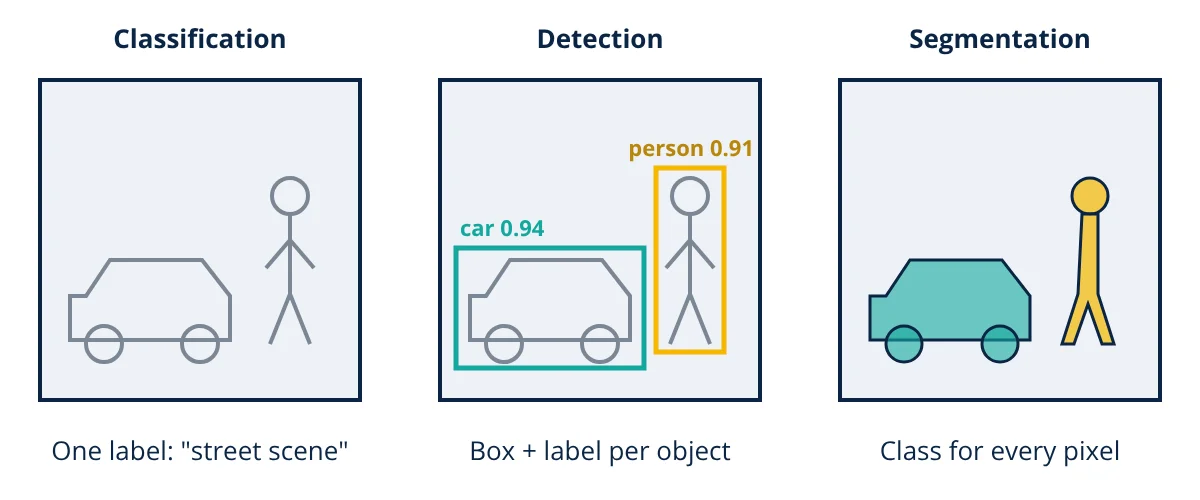 Classification
Detection
Segmentation
person 0.91
car 0.94
One label: "street scene"
Box + label per object
Class for every pixel